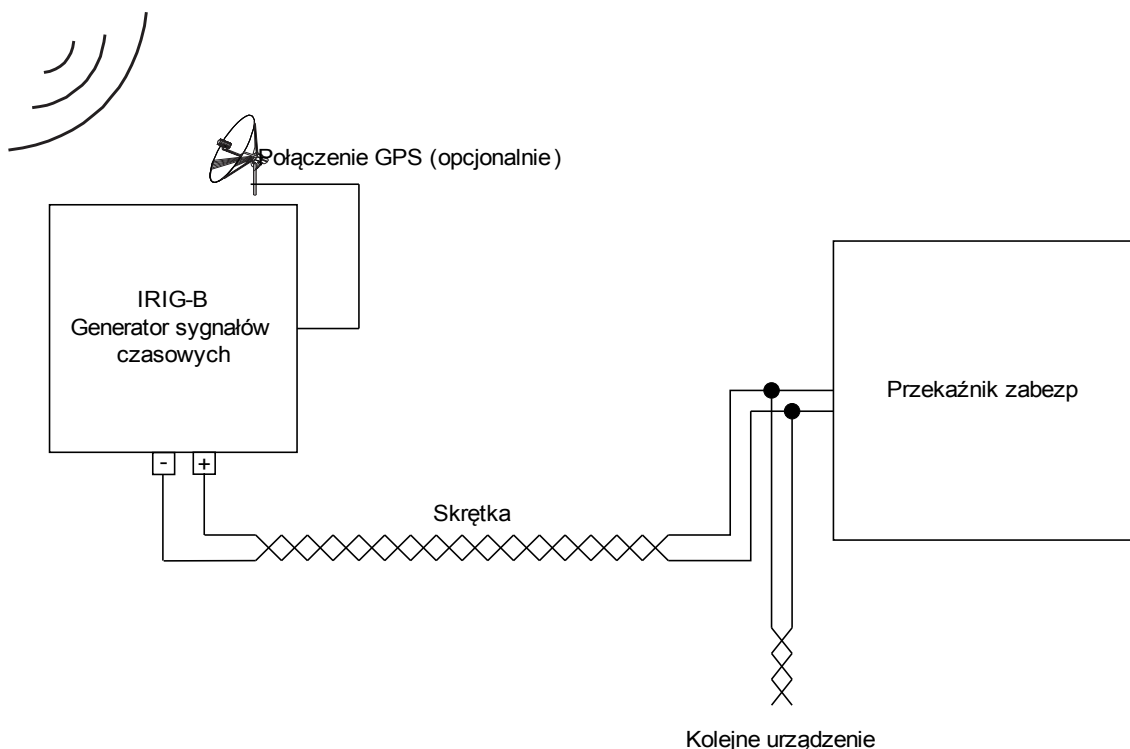 Połączenie GPS (opcjonalnie)
IRIG-B
Generator sygnałów
czasowych
Przekaźnik zabezp
- +
Skrętka
Kolejne urządzenie